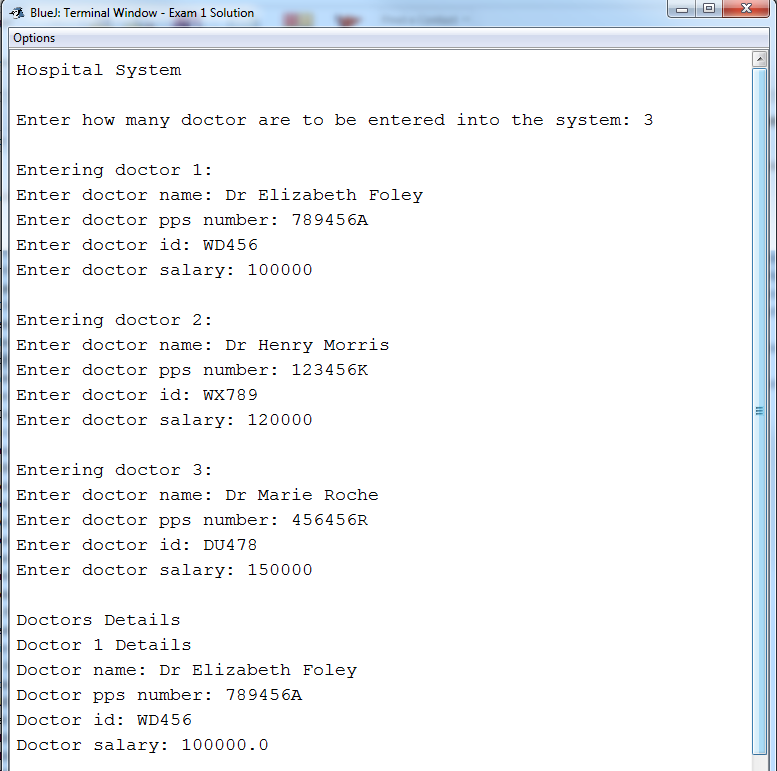 BlueJ: Terminal Window - Exam 1 Solution
Options
Hospital System
Enter how many doctor are to be entered into the system: 3
Entering doctor 1:
Enter doctor name: Dr Elizabeth Foley
Enter doctor pps number: 789456A
Enter doctor id: WD456
Enter doctor salary: 100000
Entering doctor 2:
Enter doctor name: Dr Henry Morris
Enter doctor pps number: 123456K
Enter doctor id: WX789
Enter doctor salary: 120000
Entering doctor 3:
Enter doctor name: Dr Marie Roche
Enter doctor pps number: 456456R
Enter doctor id: DU478
Enter doctor salary: 150000
Doctors Details
Doctor 1 Details
Doctor name: Dr Elizabeth Foley
Doctor pps number: 789456A
Doctor id: WD456
Doctor salary: 100000.0